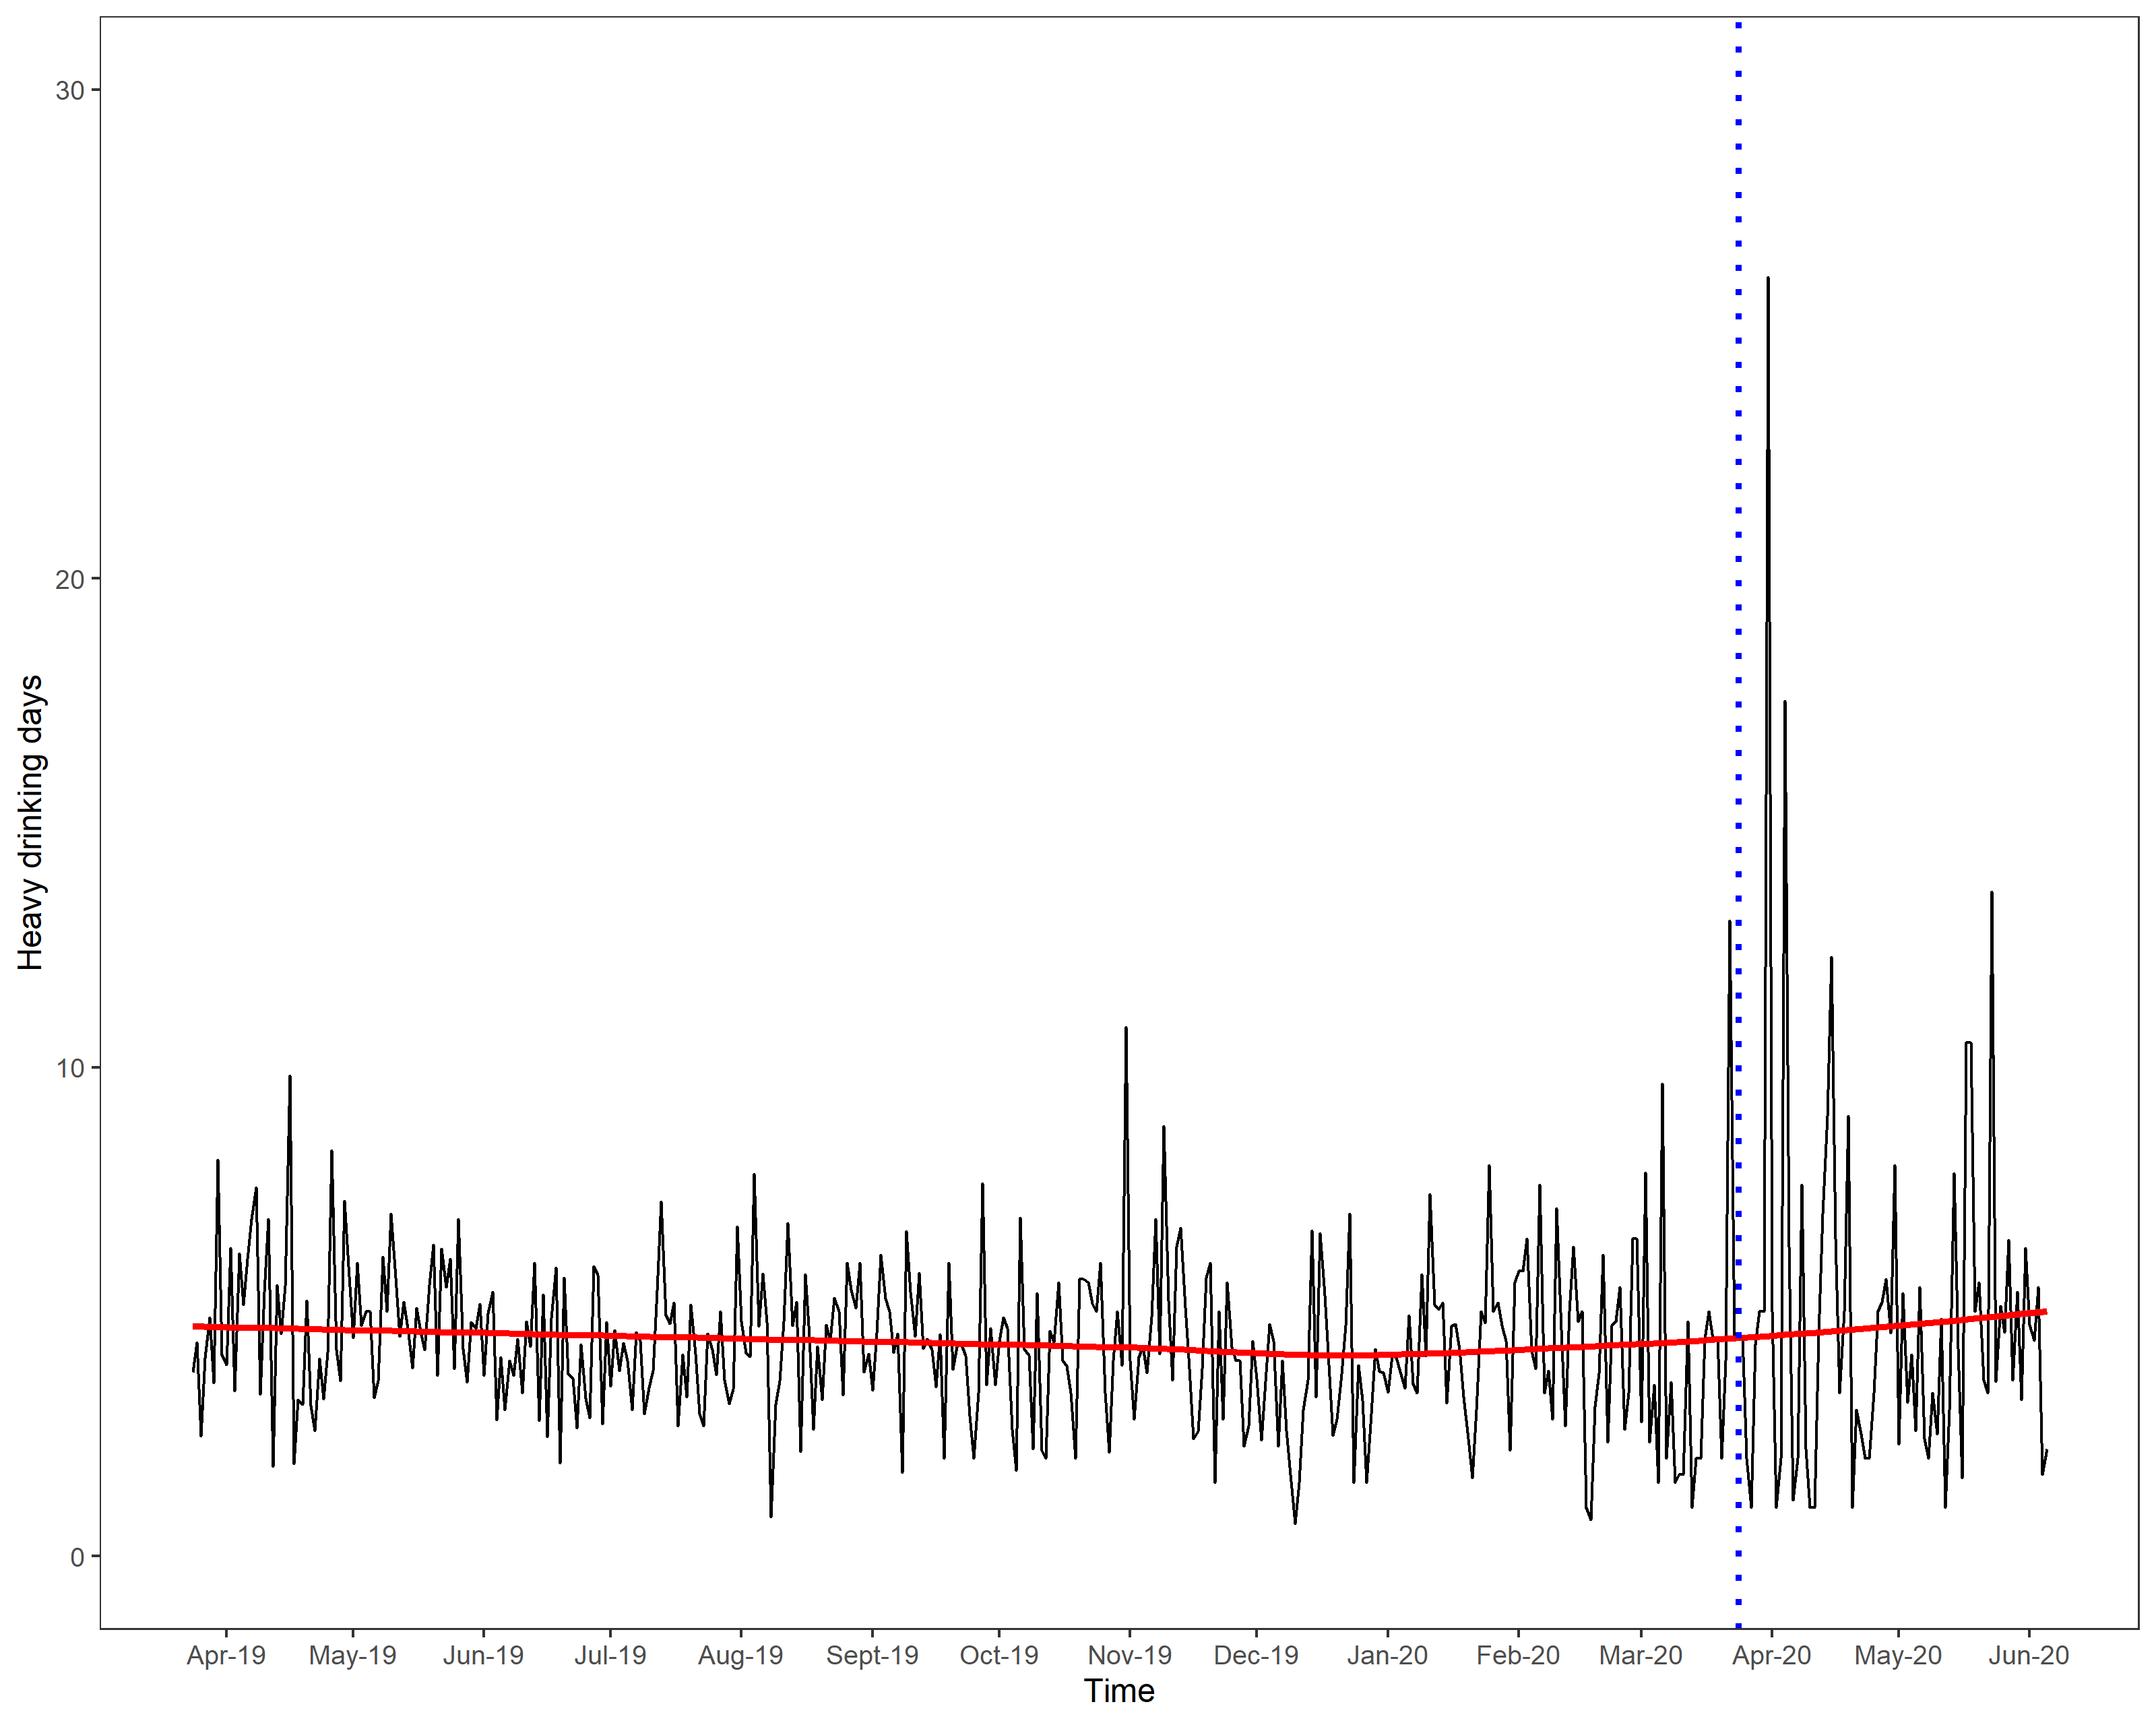 30
20
10
0
Heavy drinking days
Apr-19 May-19 Jun-19 Jul-19 Aug-19 Sept-19 Oct-19 Nov-19 Dec-19 Jan-20 Feb-20 Mar-20 Apr-20 May-20 Jun-20
Time